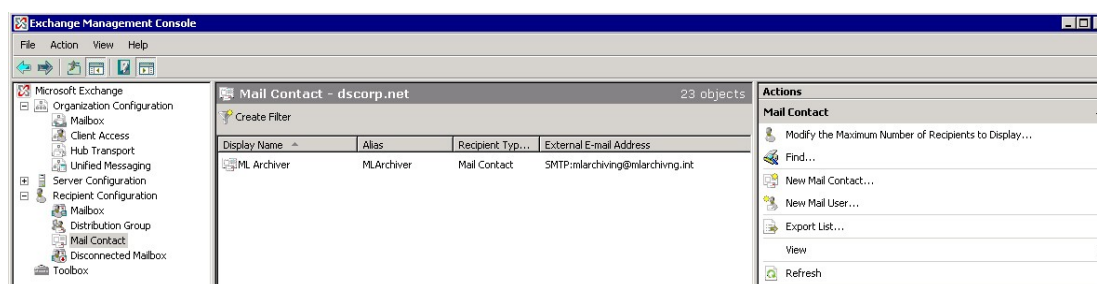 Exchange Management Console
File Action View Help
Microsoft Exchange
Organization Configuration
Mailbox
Client Access
Hub Transport
Unified Messaging
Server Configuration
Recipient Configuration
Mailbox
Distribution Group
Mail Contact
Disconnected Mailbox
Toolbox
Mail Contact - dscorp.net 23 objects
Create Filter
Display Name Alias Recipient Typ... External E-mail Address
ML Archiver MLArchiver Mail Contact SMTP:mlarchiving@mlarchivng.int
Actions
Mail Contact
Modify the Maximum Number of Recipients to Display...
Find...
New Mail Contact...
New Mail User...
Export List...
View
Refresh